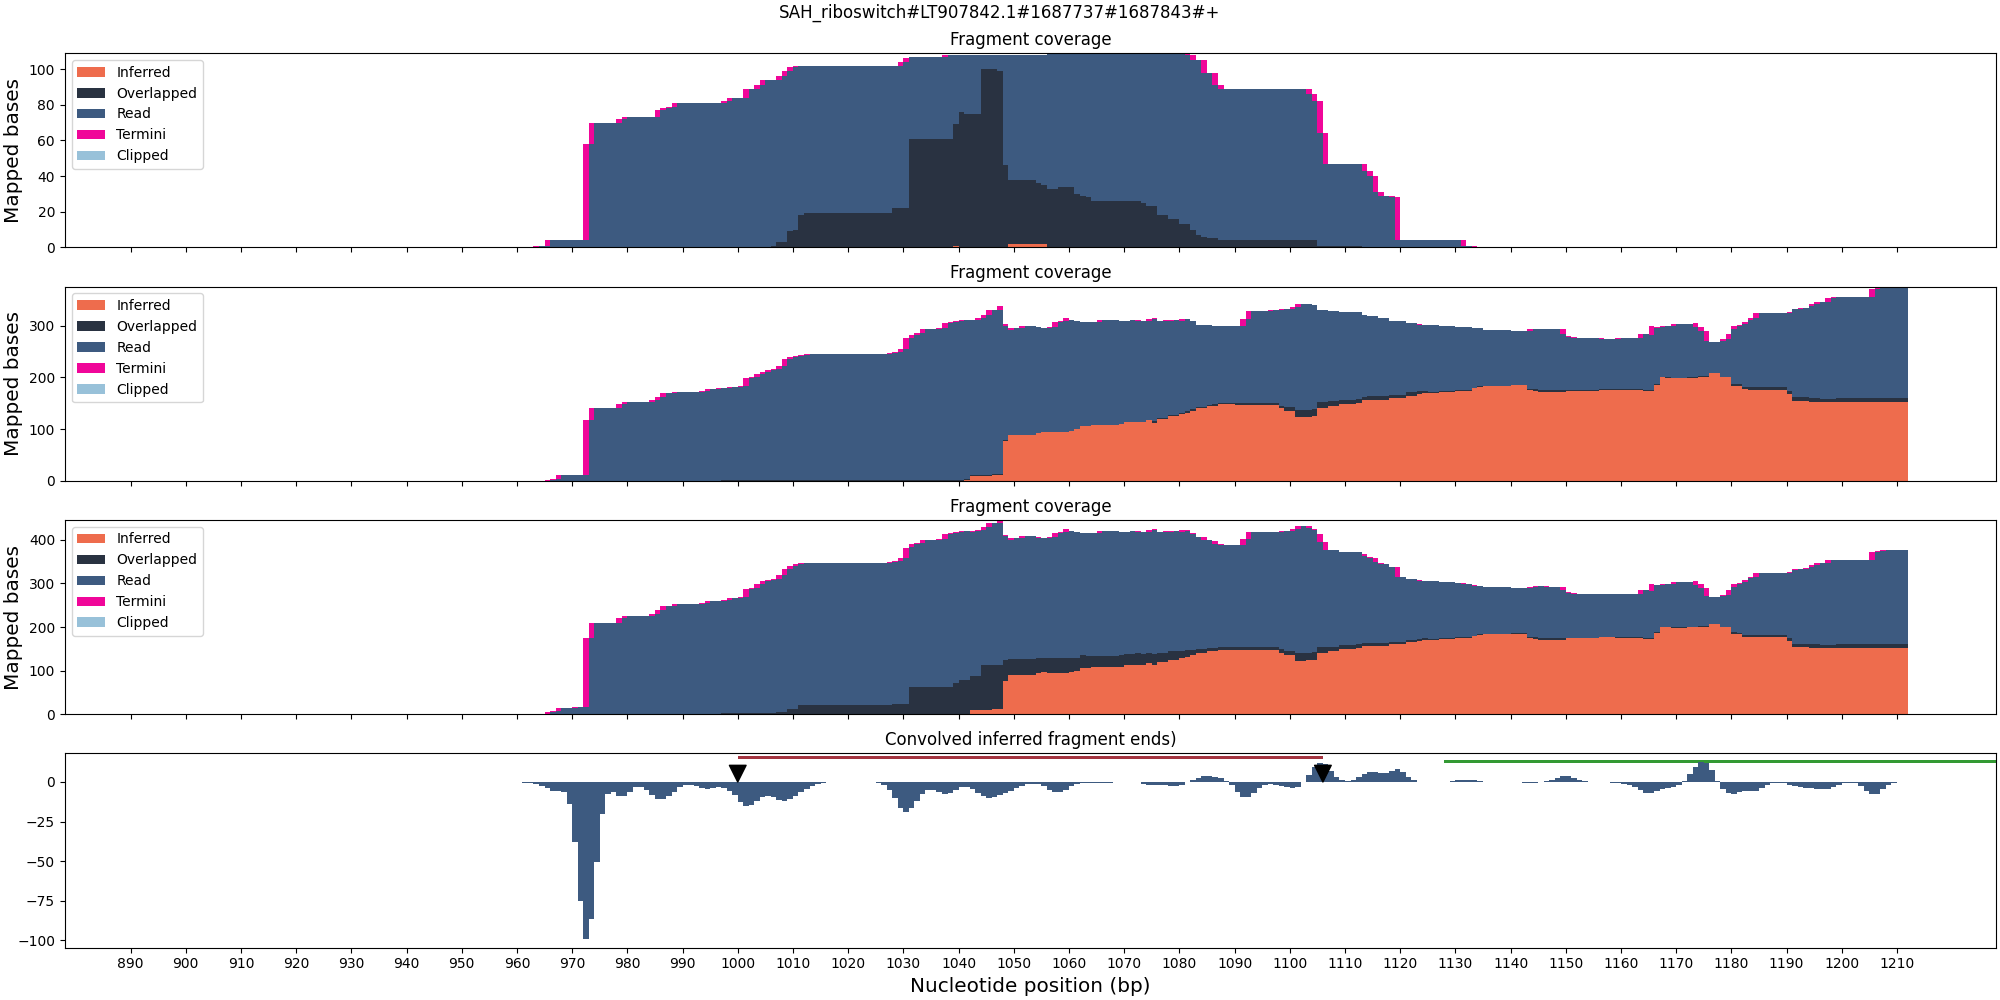 SAH_riboswitch#LT907842.1#1687737#1687843#+
Fragment coverage
Mapped bases
100
80
60
40
20
0
Inferred
Overlapped
Read
Termini
Clipped
Fragment coverage
Mapped bases
300
200
100
0
Inferred
Overlapped
Read
Termini
Clipped
Fragment coverage
Mapped bases
400
300
200
100
0
Inferred
Overlapped
Read
Termini
Clipped
Convolved inferred fragment ends)
0
−25
−50
−75
−100
890 900 910 920 930 940 950 960 970 980 990 1000 1010 1020 1030 1040 1050 1060 1070 1080 1090 1100 1110 1120 1130 1140 1150 1160 1170 1180 1190 1200 1210
Nucleotide position (bp)